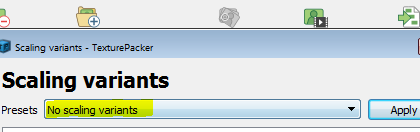 Scaling variants - TexturePacker
Scaling variants
Presets No scaling variants Apply